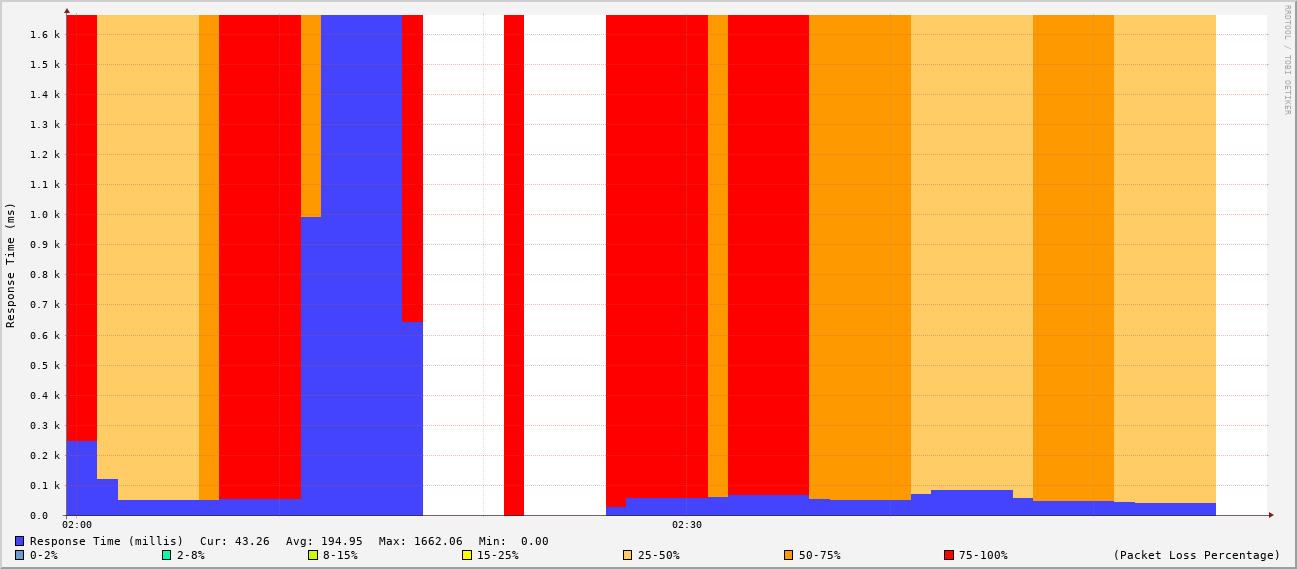 RRDTOOL / TOBI OETIKER
Response Time (ms)
1.6 k
1.5 k
1.4 k
1.3 k
1.2 k
1.1 k
1.0 k
0.9 k
0.8 k
0.7 k
0.6 k
0.5 k
0.4 k
0.3 k
0.2 k
0.1 k
0.0
02:00 02:30
Response Time (millis) Cur: 43.26 Avg: 194.95 Max: 1662.06 Min: 0.00
0-2% 2-8% 8-15% 15-25% 25-50% 50-75% 75-100% (Packet Loss Percentage)